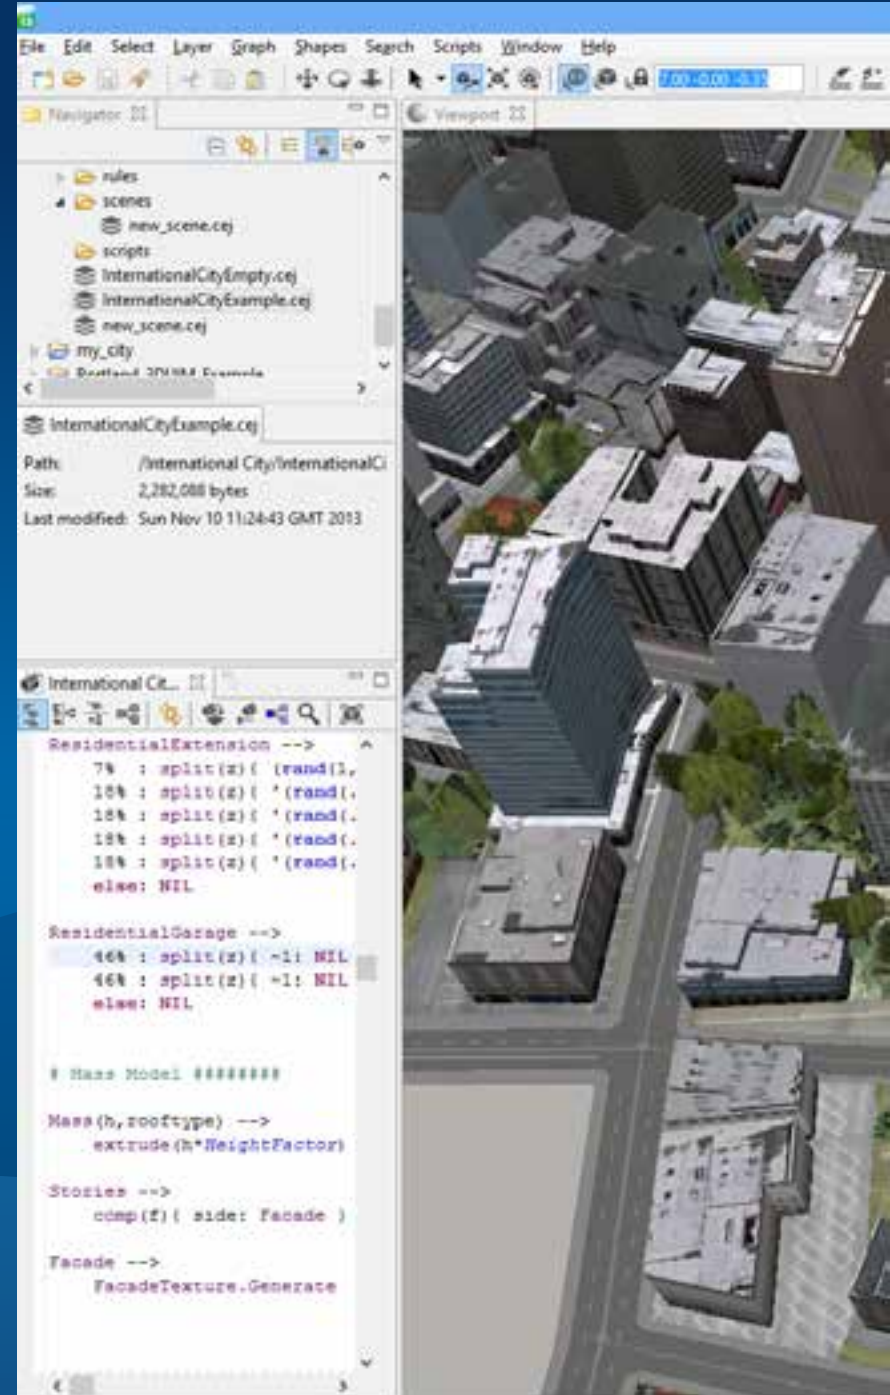 File Edit Select Layer Graph Shapes Search Scripts Window Help
Navigator
Viewport
rules
scenes
new_scene.cej
scripts
InternationalCityEmpty.cej
InternationalCityExample.cej
new_scene.cej
my_city
InternationalCityExample.cej
Path: /International City/InternationalCi
Size: 2,282,088 bytes
Last modified: Sun Nov 10 11:24:43 GMT 2013
International Cit...
ResidentialExtension -->
7% : split(z){ '(rand(1,
18% : split(z){ '(rand(.
18% : split(z){ '(rand(.
18% : split(z){ '(rand(.
18% : split(z){ '(rand(.
else: NIL
ResidentialGarage -->
46% : split(z){ ~1: NIL
46% : split(z){ ~1: NIL
else: NIL
# Mass Model ########
Mass(h,rooftype) -->
extrude(h*HeightFactor)
Stories -->
comp(f){ side: Facade }
Facade -->
FacadeTexture.Generate